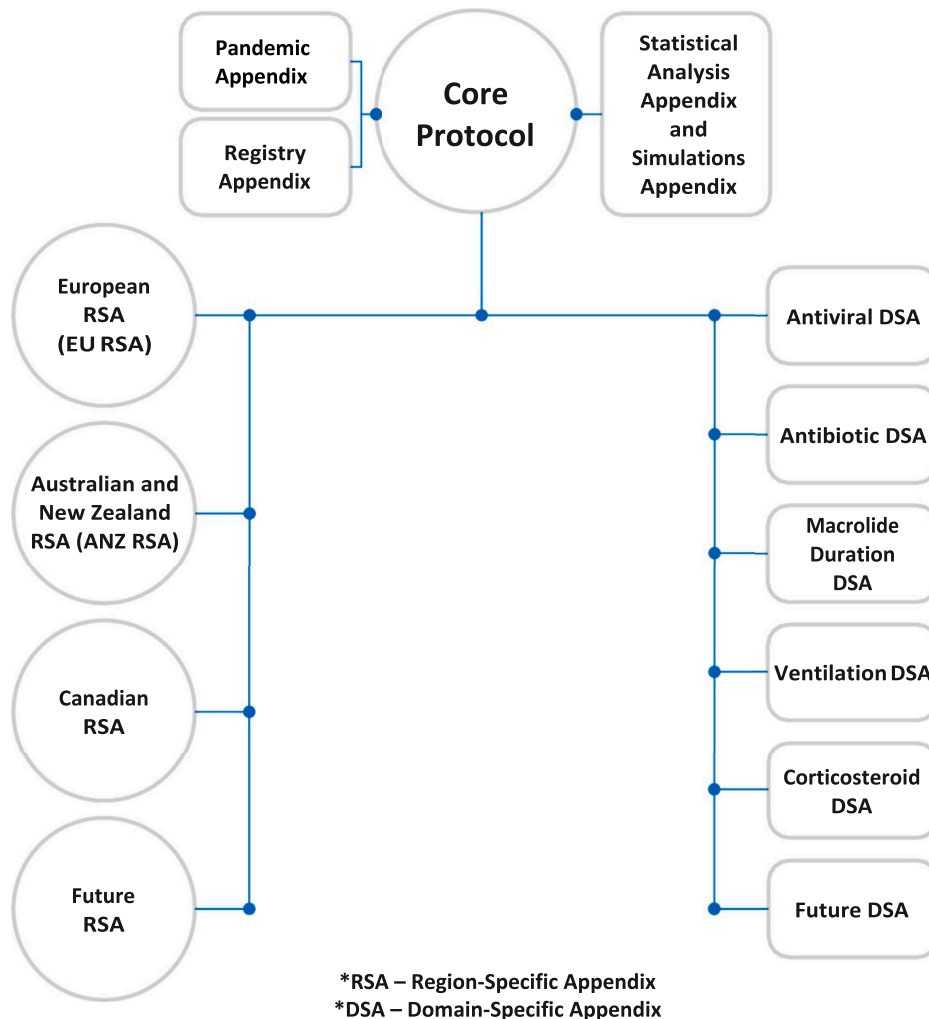 Pandemic
Appendix
Registry
Appendix
Core
Protocol
Statistical
Analysis
Appendix
and
Simulations
Appendix
European
RSA
(EU RSA)
Australian and
New Zealand
RSA (ANZ RSA)
Canadian
RSA
Future
RSA
Antiviral DSA
Antibiotic DSA
Macrolide
Duration
DSA
Ventilation DSA
Corticosteroid
DSA
Future DSA
*RSA – Region-Specific Appendix
*DSA – Domain-Specific Appendix